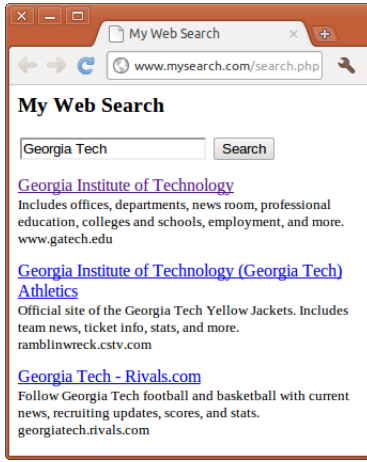 My Web Search
www.mysearch.com/search.php
My Web Search
Georgia Tech Search
Georgia Institute of Technology
Includes offices, departments, news room, professional
education, colleges and schools, employment, and more.
www.gatech.edu
Georgia Institute of Technology (Georgia Tech)
Athletics
Official site of the Georgia Tech Yellow Jackets. Includes
team news, ticket info, stats, and more.
ramblinwreck.cstv.com
Georgia Tech - Rivals.com
Follow Georgia Tech football and basketball with current
news, recruiting updates, scores, and stats.
georgiatech.rivals.com